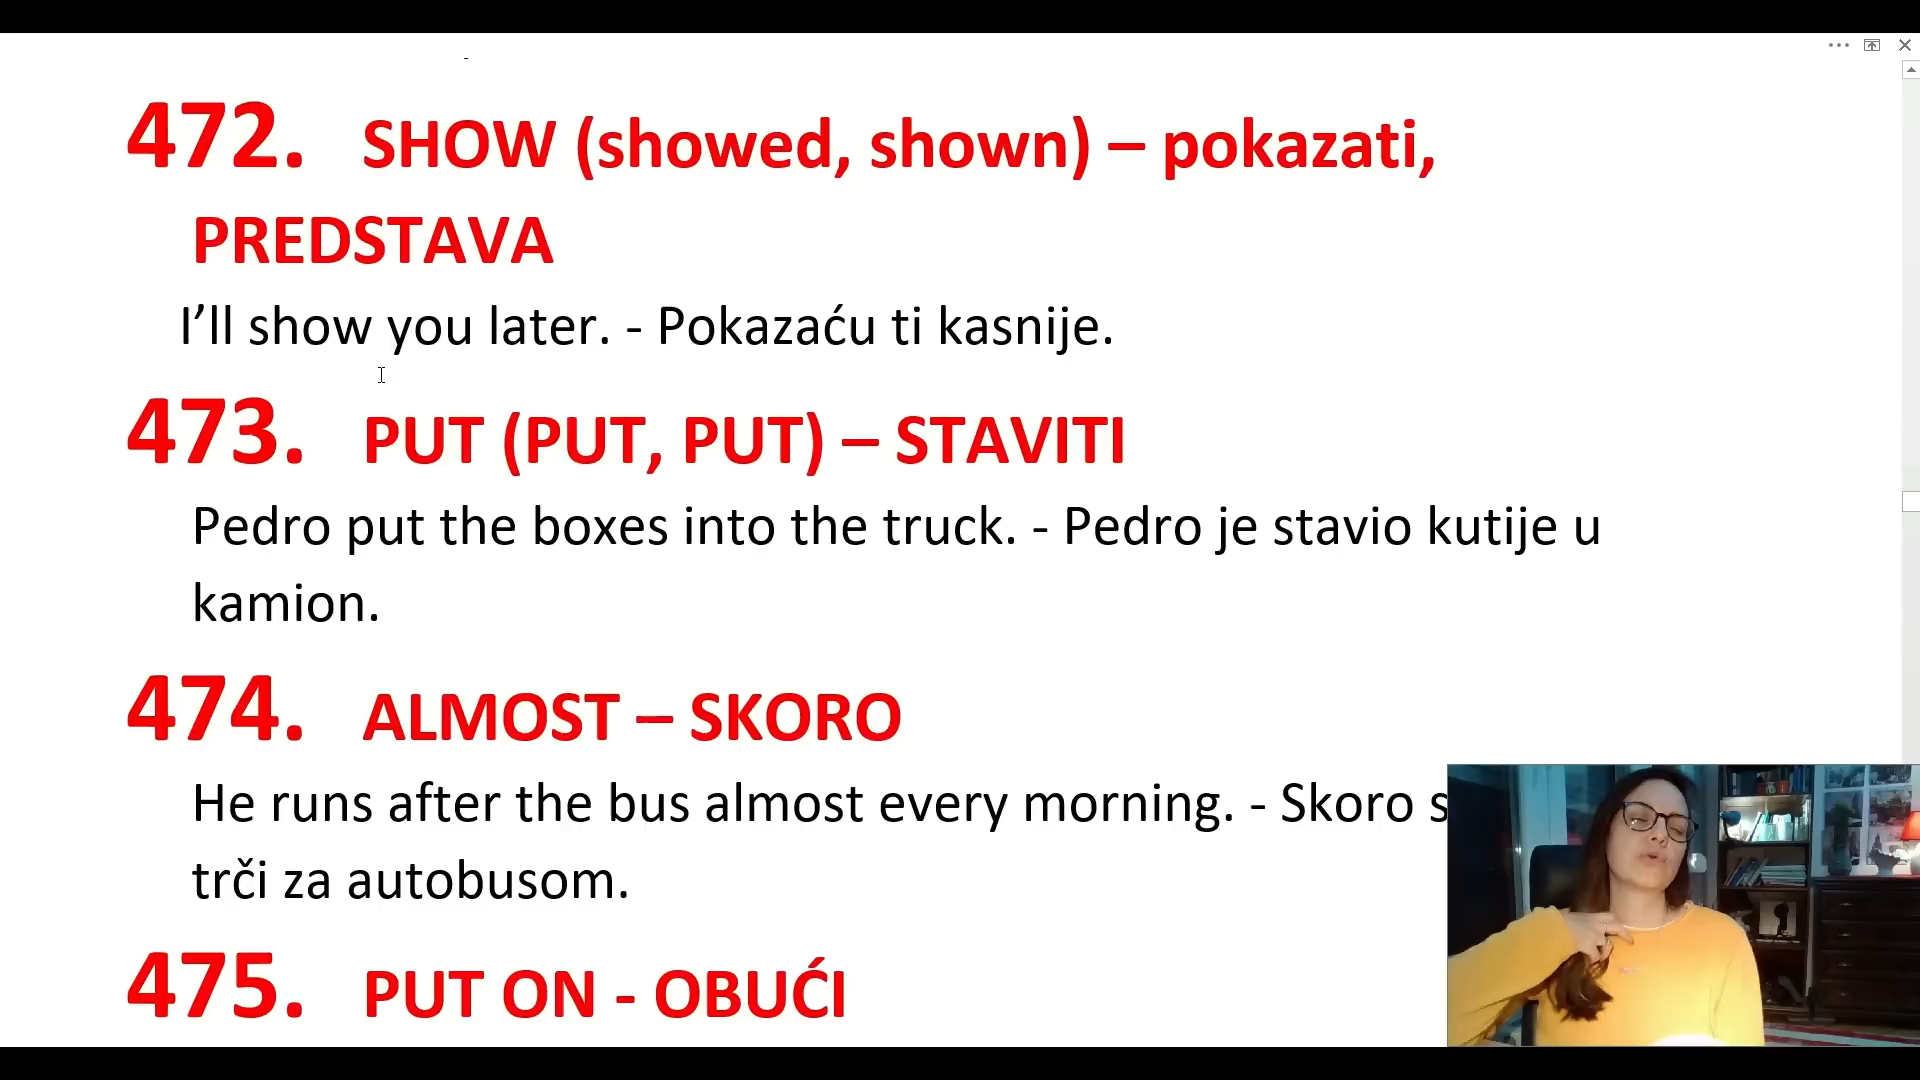 472. SHOW (showed, shown) – pokazati,
PREDSTAVA
I’ll show you later. - Pokazaću ti kasnije.
473. PUT (PUT, PUT) – STAVITI
Pedro put the boxes into the truck. - Pedro je stavio kutije u
kamion.
474. ALMOST – SKORO
He runs after the bus almost every morning. - Skoro
trči za autobusom.
475. PUT ON - OBUĆI